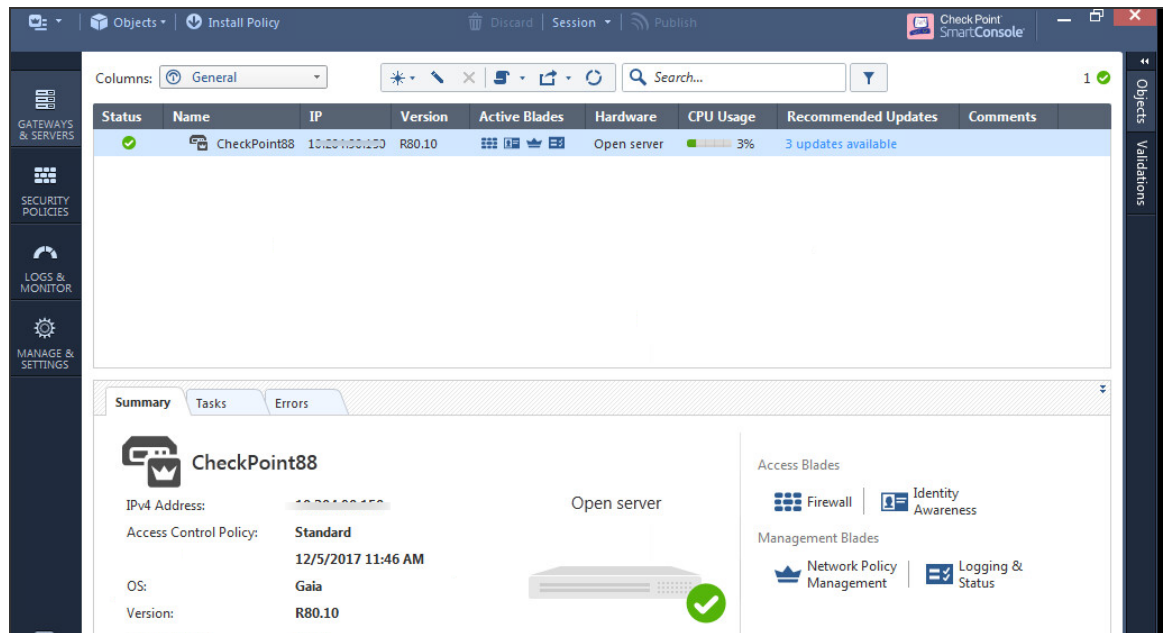 Objects
Install Policy
Discard
Session
Publish
Check Point
SmartConsole
Columns:
General
Search...
1
Objects
Validations
GATEWAYS
& SERVERS
SECURITY
POLICIES
LOGS &
MONITOR
MANAGE &
SETTINGS
Status Name IP Version Active Blades Hardware CPU Usage Recommended Updates Comments
CheckPoint88 R80.10 Open server 3% 3 updates available
Summary Tasks Errors
CheckPoint88
IPv4 Address:
Access Control Policy: Standard
12/5/2017 11:46 AM
OS: Gaia
Version: R80.10
Open server
Access Blades
Firewall
Identity
Awareness
Management Blades
Network Policy
Management
Logging &
Status